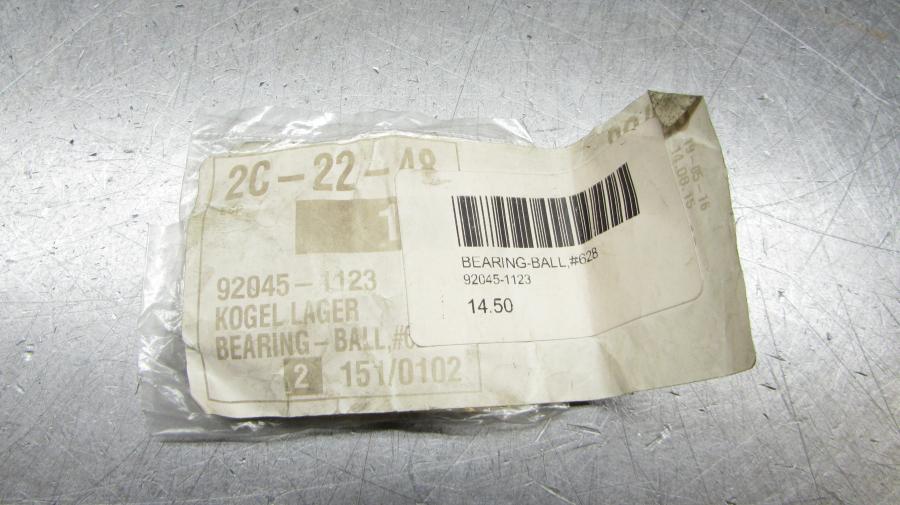 2C-22-48
1
92045-1123
KOGEL LAGER
BEARING-BALL,#6
2 151/0102
BEARING-BALL,#628
92045-1123
14.50